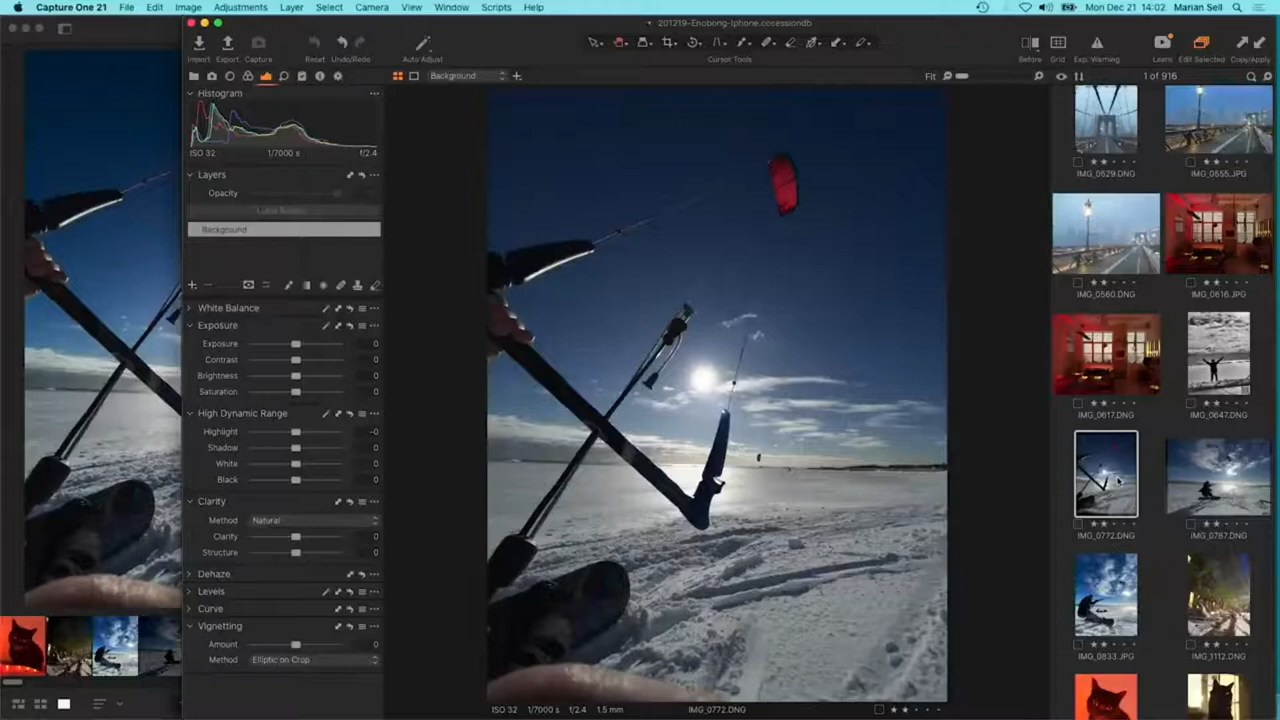 Capture One 21 File Edit Image Adjustments Layer Select Camera View Window Scripts Help Mon Dec 14 14:02 Marian Sell
201219-Enobong-Iphone.cosessiondb
Import Export Capture Reset Undo/Redo Auto Adjust Cursor Tools Before Grid Exp. Warning Learn Edit Selected Copy/Apply
Background Fit 1 of 916
Histogram
ISO 32 1/7000 s f/2.4
Layers
Opacity
Background
White Balance
Exposure
Exposure 0
Contrast 0
Brightness 0
Saturation 0
High Dynamic Range
Highlight -0
Shadow 0
White 0
Black 0
Clarity
Method Natural
Clarity 0
Structure 0
Dehaze
Levels
Curve
Vignetting
Amount 0
Method Elliptic on Crop
ISO 32 1/7000 s f/2.4 1.5 mm IMG_0772.DNG
IMG_0529.DNG IMG_0555.JPG
IMG_0560.DNG IMG_0616.JPG
IMG_0617.DNG IMG_0647.JPG
IMG_0772.DNG IMG_0787.DNG
IMG_0833.JPG IMG_1112.DNG